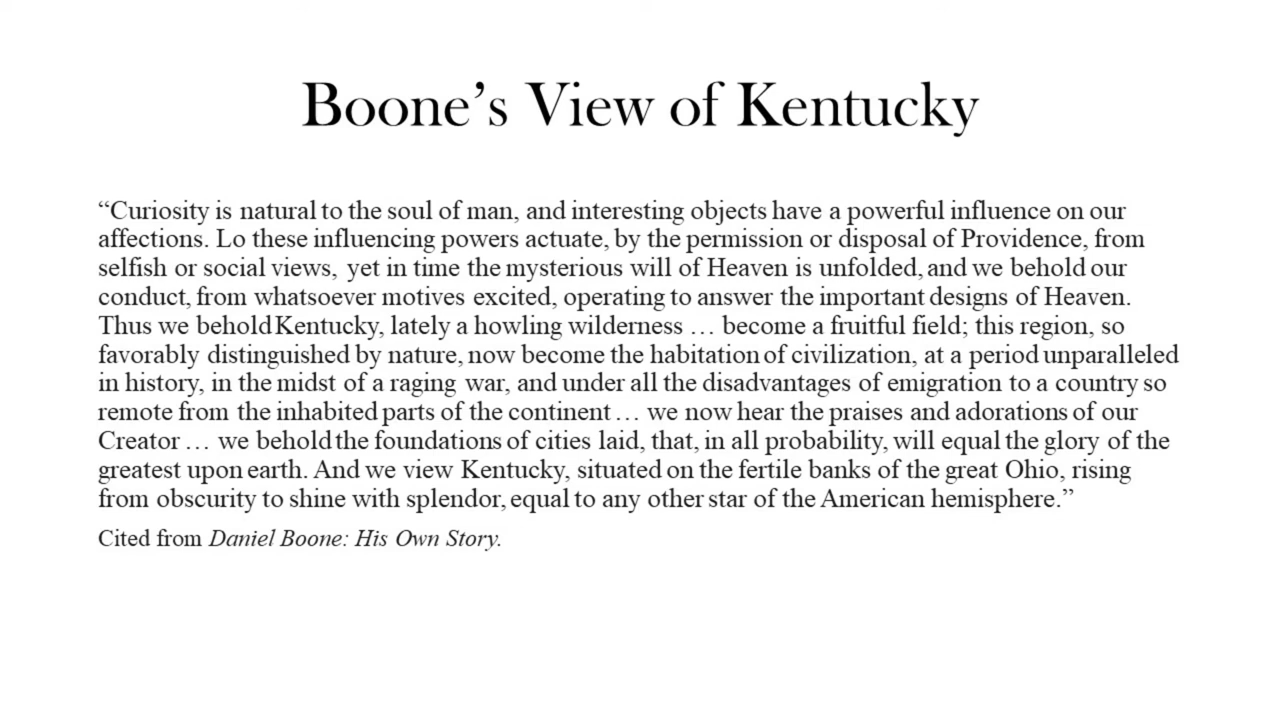 Boone’s View of Kentucky
“Curiosity is natural to the soul of man, and interesting objects have a powerful influence on our
affections. Lo these influencing powers actuate, by the permission or disposal of Providence, from
selfish or social views, yet in time the mysterious will of Heaven is unfolded, and we behold our
conduct, from whatsoever motives excited, operating to answer the important designs of Heaven.
Thus we behold Kentucky, lately a howling wilderness … become a fruitful field; this region, so
favorably distinguished by nature, now become the habitation of civilization, at a period unparalleled
in history, in the midst of a raging war, and under all the disadvantages of emigration to a country so
remote from the inhabited parts of the continent … we now hear the praises and adorations of our
Creator … we behold the foundations of cities laid, that, in all probability, will equal the glory of the
greatest upon earth. And we view Kentucky, situated on the fertile banks of the great Ohio, rising
from obscurity to shine with splendor, equal to any other star of the American hemisphere.”
Cited from Daniel Boone: His Own Story.